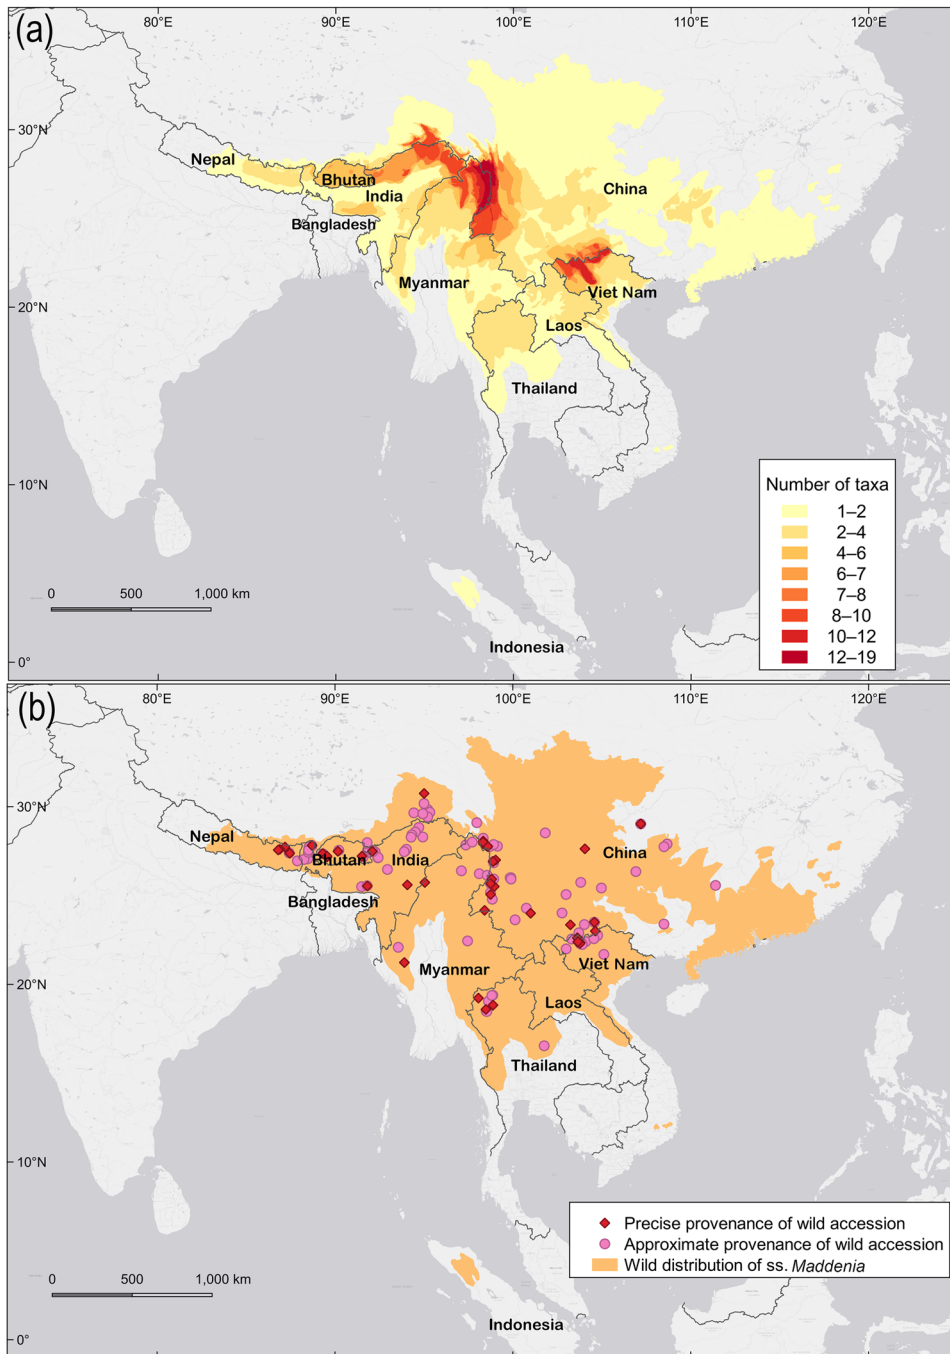 (a)
80°E 90°E 100°E 110°E 120°E
30°N
Nepal
Bhutan
India
China
Bangladesh
Myanmar
Viet Nam
20°N
Laos
Thailand
10°N
Number of taxa
1–2
2–4
4–6
6–7
7–8
8–10
10–12
12–19
0 500 1,000 km
Indonesia
0°
(b)
80°E 90°E 100°E 110°E 120°E
30°N
Nepal
Bhutan
India
China
Bangladesh
Myanmar
Viet Nam
20°N
Laos
Thailand
10°N
Precise provenance of wild accession
Approximate provenance of wild accession
Wild distribution of ss. Maddenia
0 500 1,000 km
Indonesia
0°